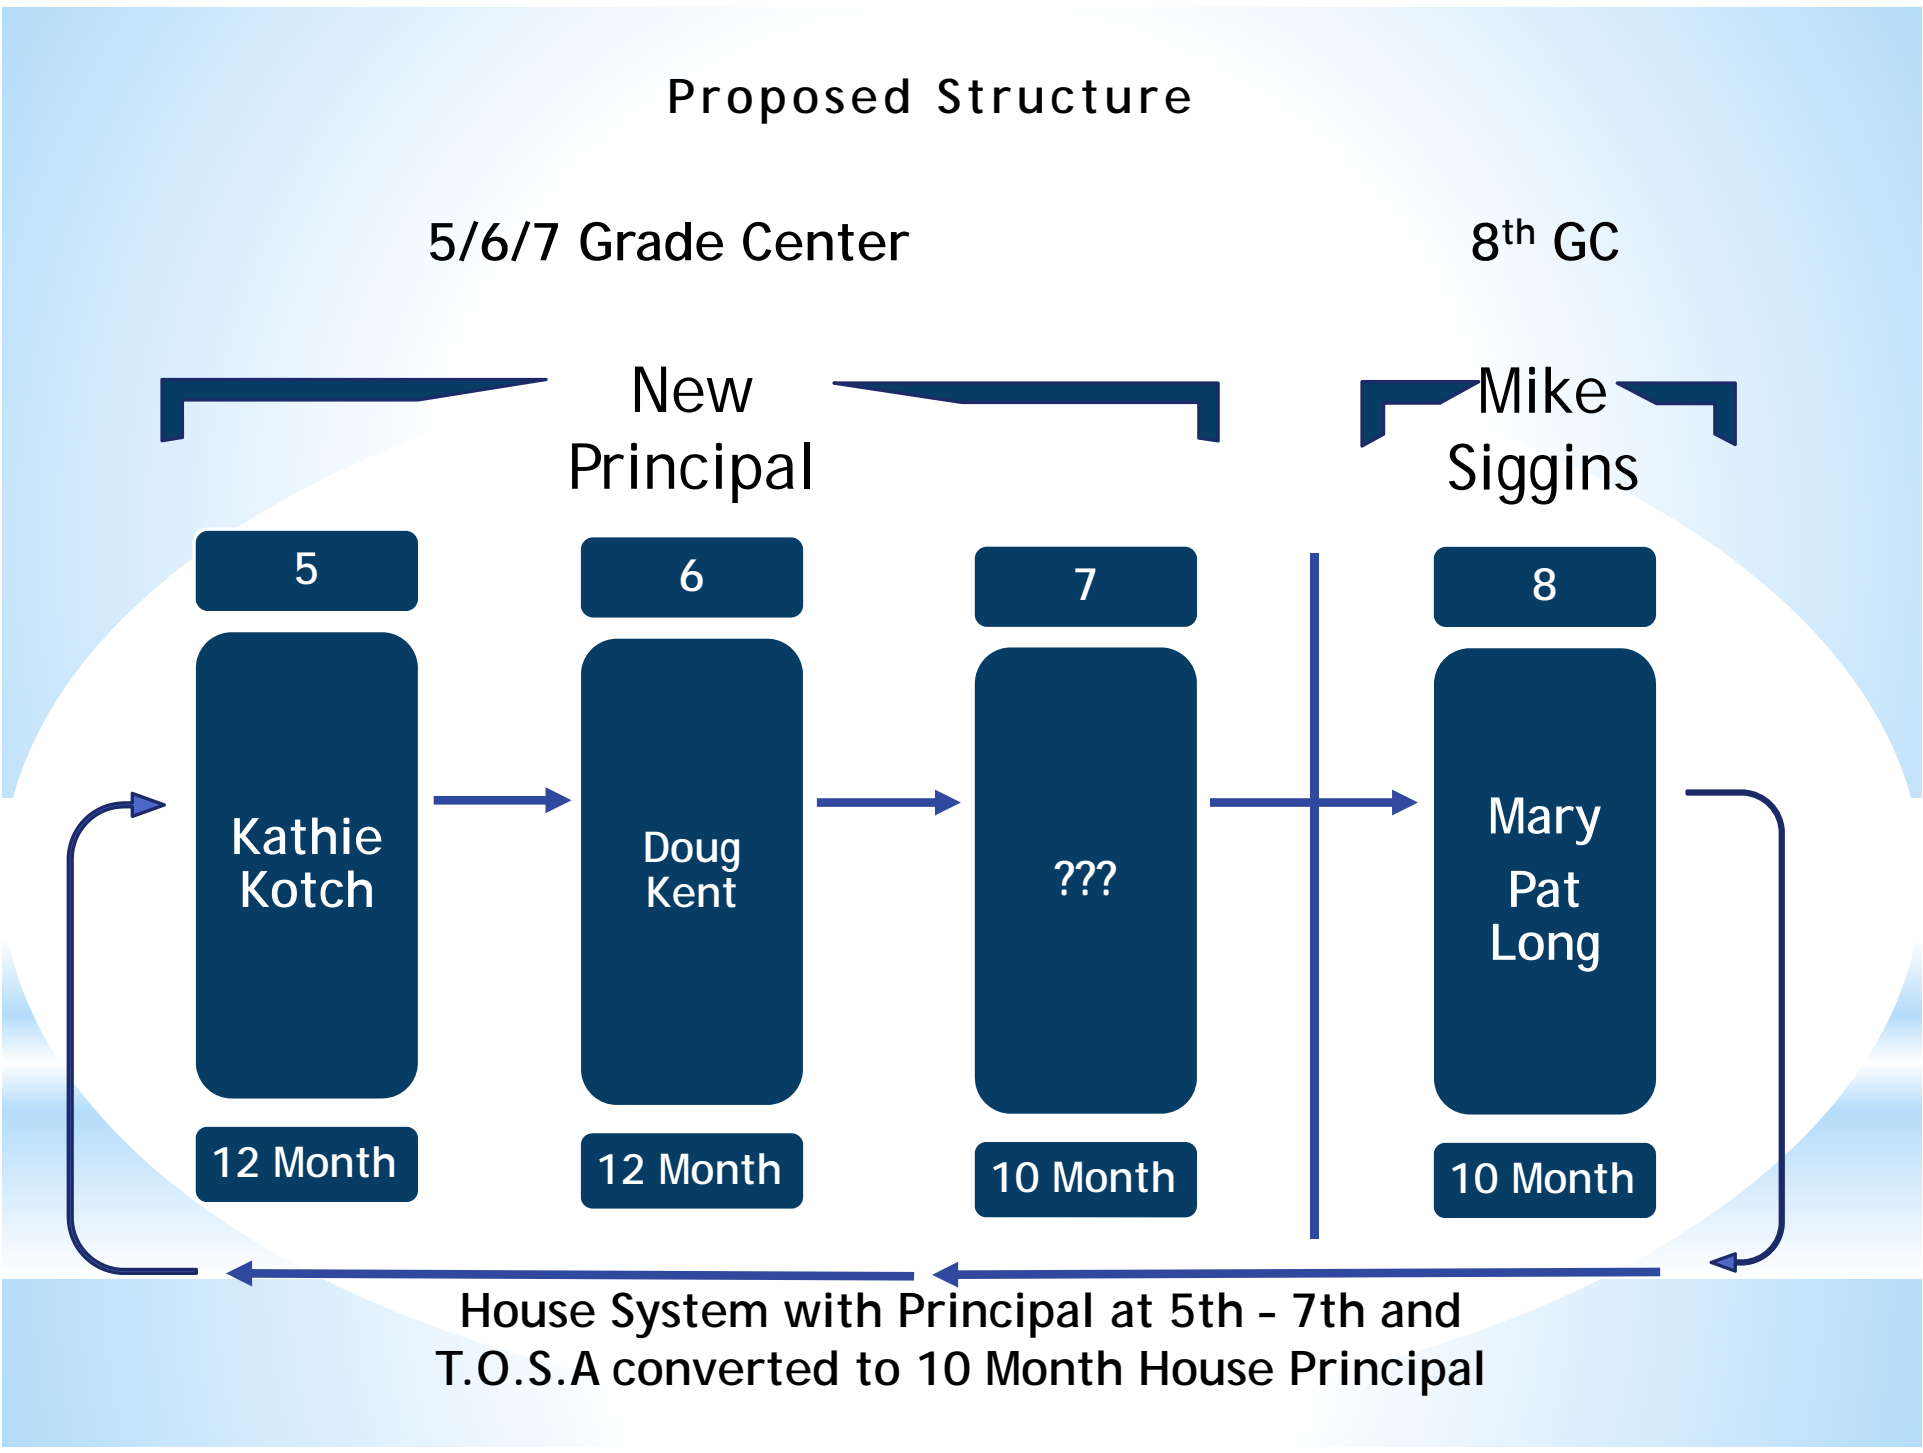 Proposed Structure
5/6/7 Grade Center
8th GC
New
Principal
Mike
Siggins
5
6
7
8
Kathie
Kotch
Doug
Kent
???
Mary
Pat
Long
12 Month
12 Month
10 Month
10 Month
House System with Principal at 5th - 7th and
T.O.S.A converted to 10 Month House Principal